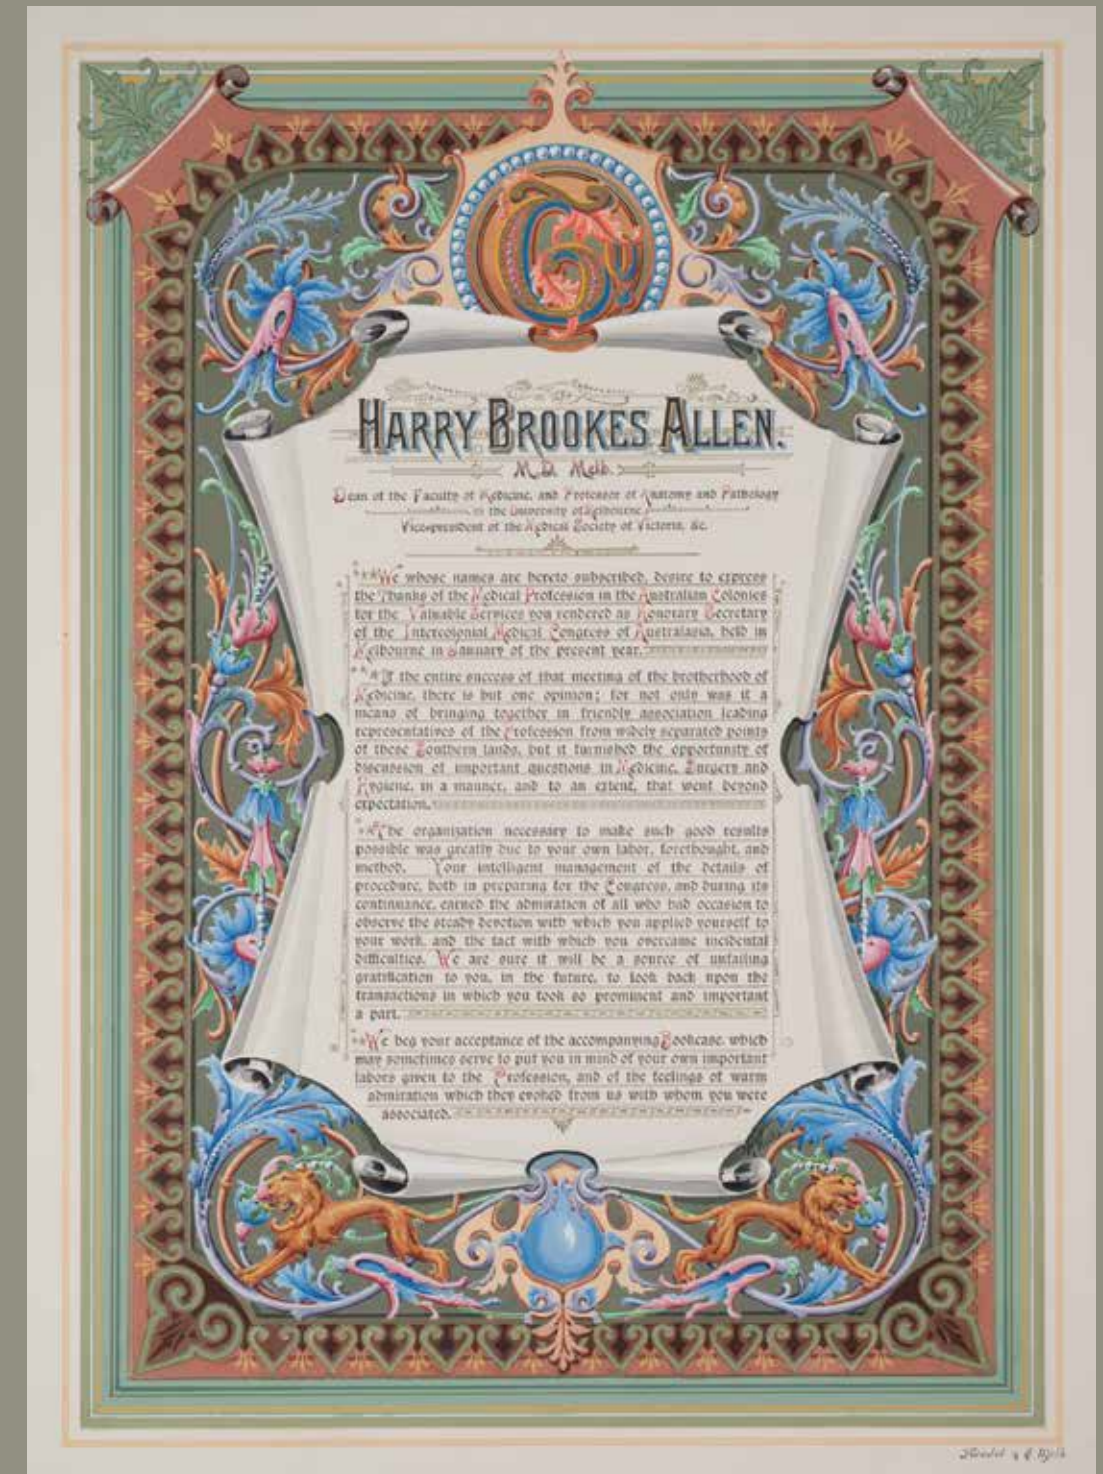 To
HARRY BROOKES ALLEN.
M.D. Melb.
Dean of the Faculty of Medicine, and Professor of Anatomy and Pathology
in the University of Melbourne
Vice-president of the Medical Society of Victoria, &c.
We whose names are hereto subscribed, desire to express
the Thanks of the Medical Profession in the Australian Colonies
for the Valuable Services you rendered as Honorary Secretary
of the Intercolonial Medical Congress of Australasia, held in
Melbourne in January of the present year.
Of the entire success of that meeting of the brotherhood of
Medicine, there is but one opinion; for not only was it a
means of bringing together in friendly association leading
representatives of the Profession from widely separated points
of these Southern lands, but it furnished the opportunity of
discussion of important questions in Medicine, Surgery and
Hygiene, in a manner, and to an extent, that went beyond
expectation.
The organization necessary to make such good results
possible was greatly due to your own labor, forethought, and
method. Your intelligent management of the details of
procedure, both in preparing for the Congress, and during its
continuance, earned the admiration of all who had occasion to
observe the steady devotion with which you applied yourself to
your work, and the tact with which you overcame incidental
difficulties. We are sure it will be a source of unfailing
gratification to you, in the future, to look back upon the
transactions in which you took so prominent and important
a part.
We beg your acceptance of the accompanying Bookcase, which
may sometimes serve to put you in mind of your own important
labors given to the Profession, and of the feelings of warm
admiration which they evoked from us with whom you were
associated.